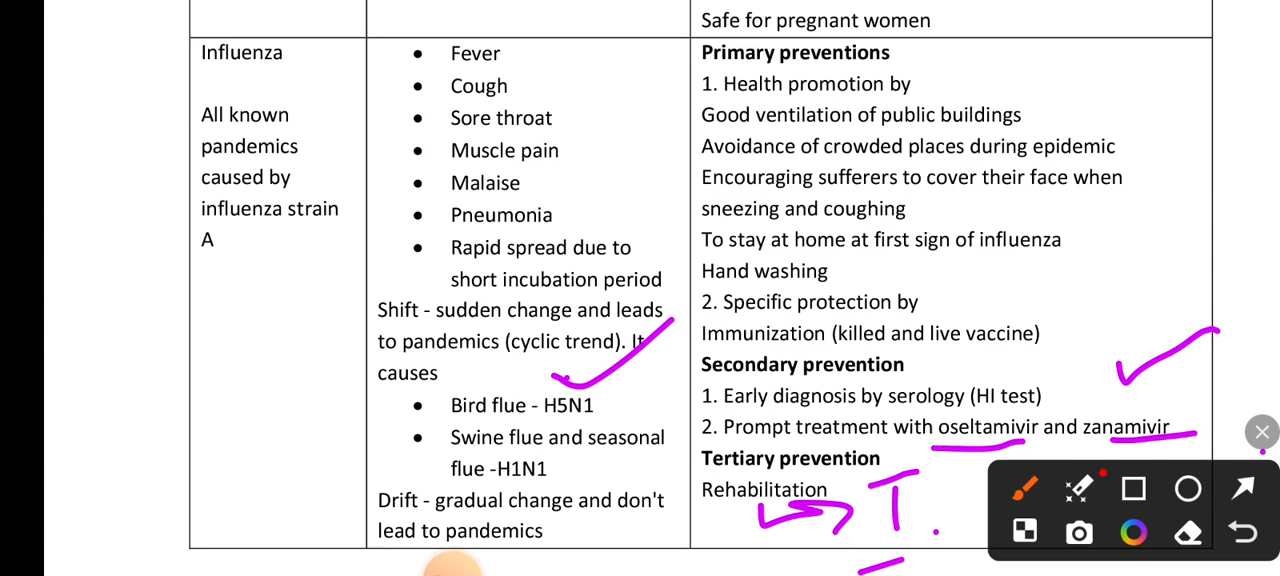 Safe for pregnant women
Influenza
All known
pandemics
caused by
influenza strain
A
• Fever
• Cough
• Sore throat
• Muscle pain
• Malaise
• Pneumonia
• Rapid spread due to
short incubation period
Shift - sudden change and leads
to pandemics (cyclic trend). It
causes
• Bird flue - H5N1
• Swine flue and seasonal
flue -H1N1
Drift - gradual change and don't
lead to pandemics
Primary preventions
1. Health promotion by
Good ventilation of public buildings
Avoidance of crowded places during epidemic
Encouraging sufferers to cover their face when
sneezing and coughing
To stay at home at first sign of influenza
Hand washing
2. Specific protection by
Immunization (killed and live vaccine)
Secondary prevention
1. Early diagnosis by serology (HI test)
2. Prompt treatment with oseltamivir and zanamivir
Tertiary prevention
Rehabilitation